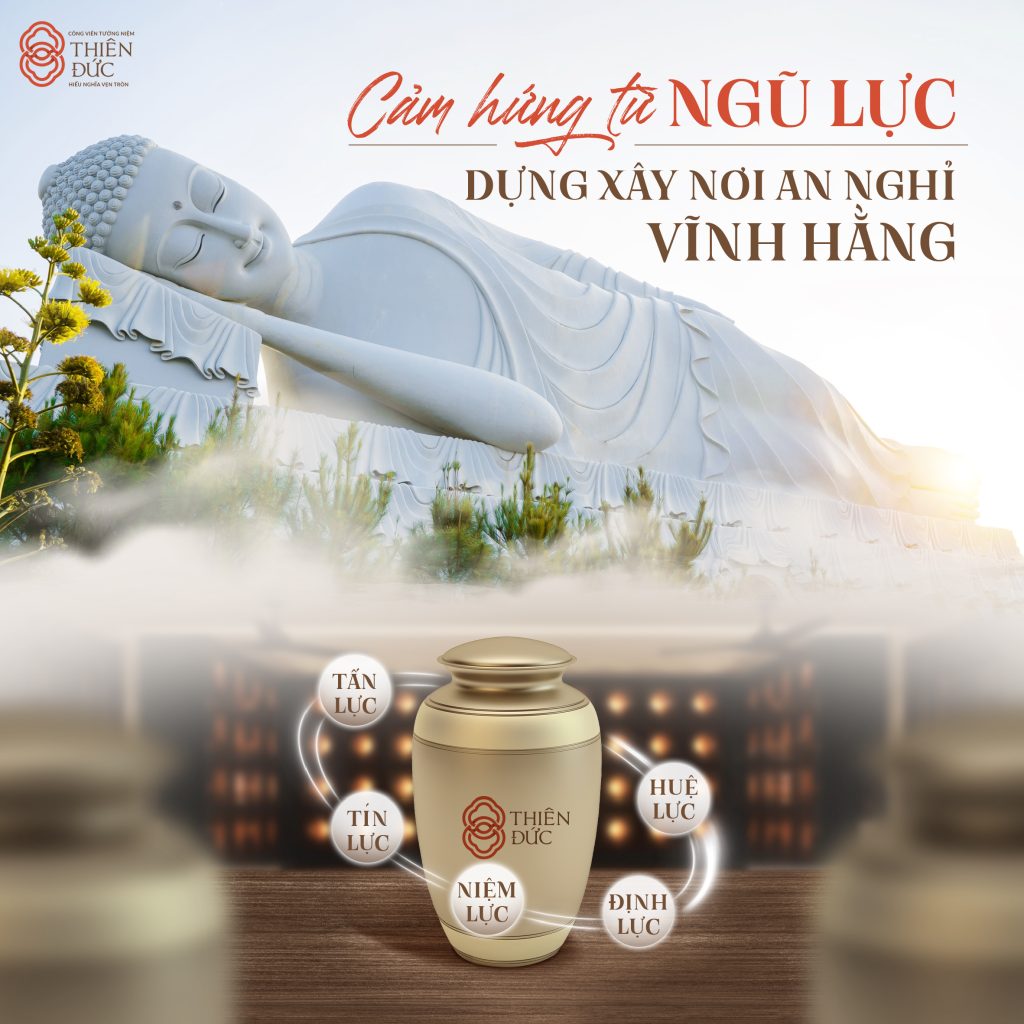 CÔNG VIÊN TƯỞNG NIỆM
THIÊN
ĐỨC
HIẾU NGHĨA VẸN TRÒN
Cảm hứng từ NGŨ LỰC
DỰNG XÂY NƠI AN NGHỈ
VĨNH HẰNG
TẤN
LỰC
TÍN
LỰC
NIỆM
LỰC
ĐỊNH
LỰC
HUỆ
LỰC
THIÊN
ĐỨC